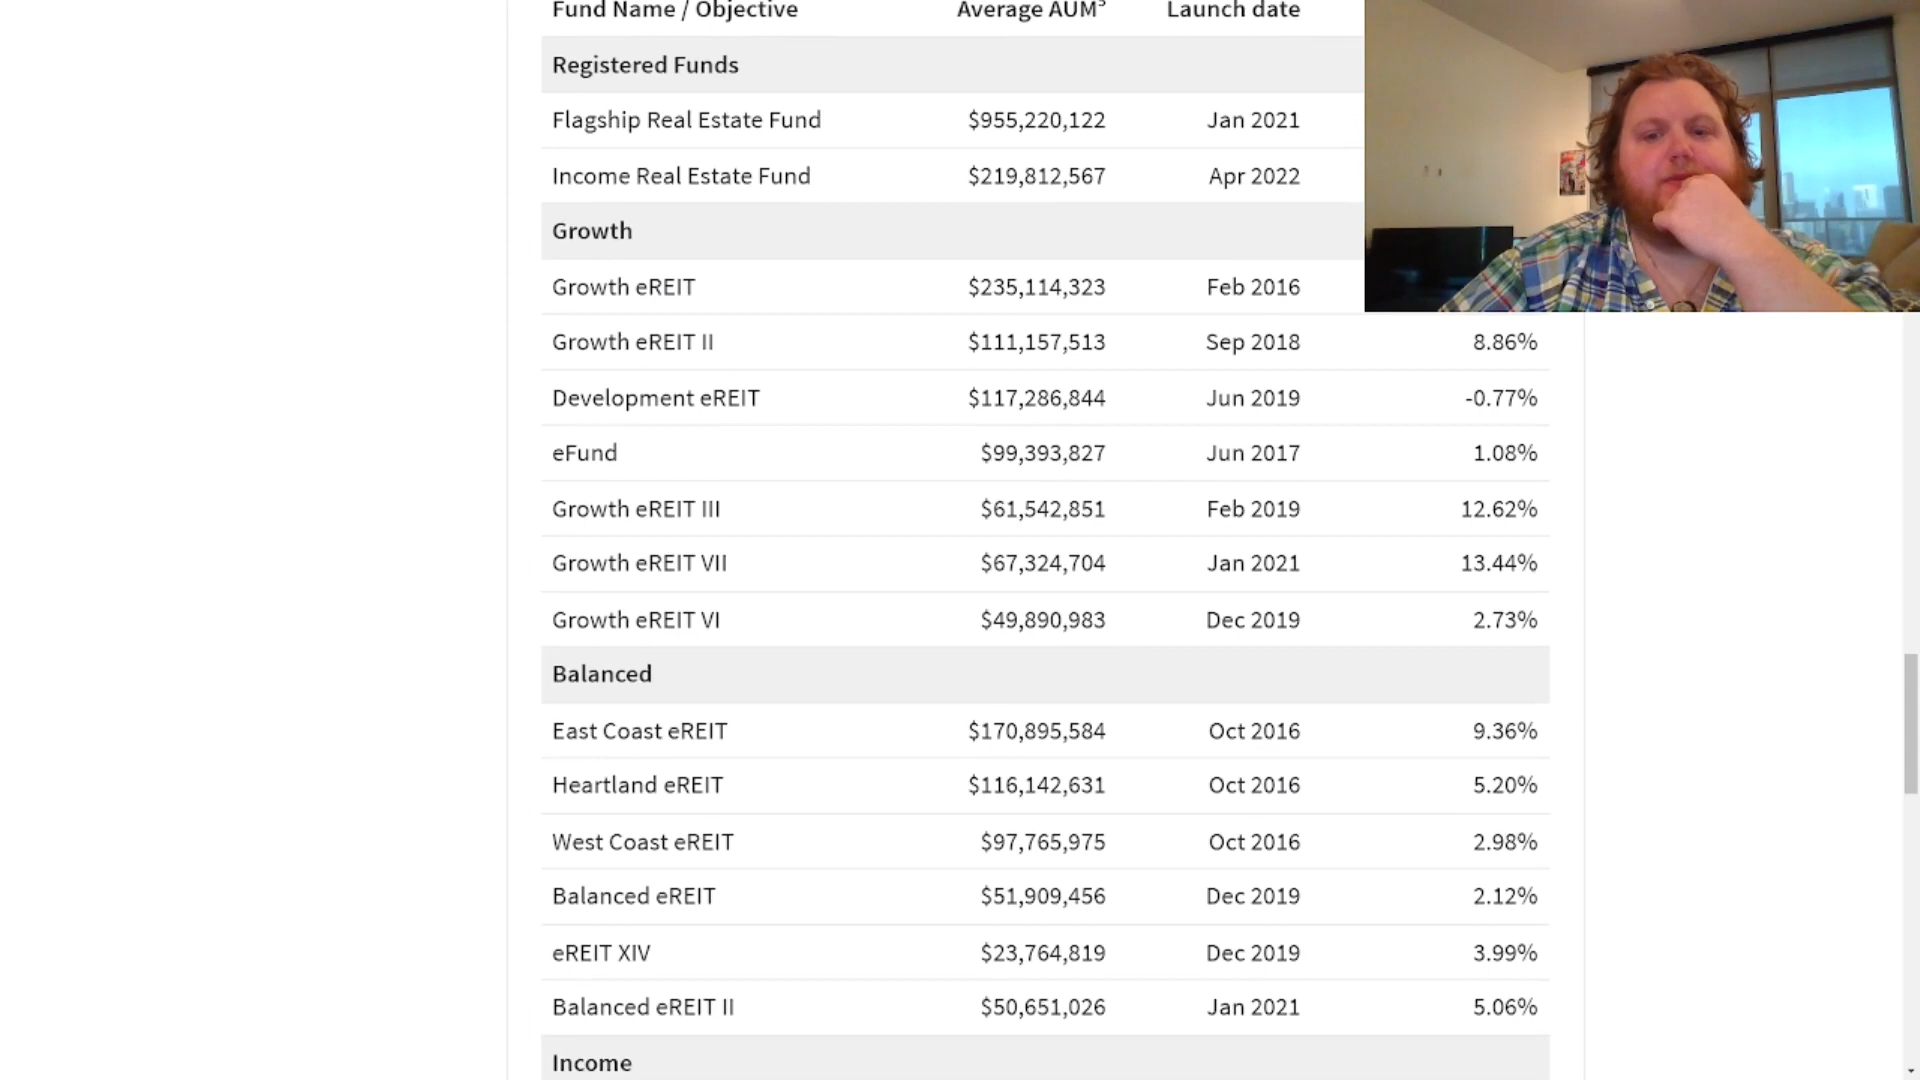 Fund Name / Objective Average AUM³ Launch date
Registered Funds
Flagship Real Estate Fund $955,220,122 Jan 2021
Income Real Estate Fund $219,812,567 Apr 2022
Growth
Growth eREIT $235,114,323 Feb 2016
Growth eREIT II $111,157,513 Sep 2018 8.86%
Development eREIT $117,286,844 Jun 2019 -0.77%
eFund $99,393,827 Jun 2017 1.08%
Growth eREIT III $61,542,851 Feb 2019 12.62%
Growth eREIT VII $67,324,704 Jan 2021 13.44%
Growth eREIT VI $49,890,983 Dec 2019 2.73%
Balanced
East Coast eREIT $170,895,584 Oct 2016 9.36%
Heartland eREIT $116,142,631 Oct 2016 5.20%
West Coast eREIT $97,765,975 Oct 2016 2.98%
Balanced eREIT $51,909,456 Dec 2019 2.12%
eREIT XIV $23,764,819 Dec 2019 3.99%
Balanced eREIT II $50,651,026 Jan 2021 5.06%
Income